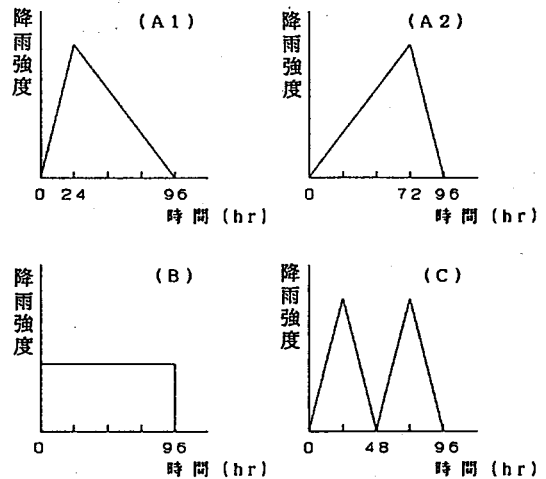 (A1)
降雨強度
0 24 96
時間(hr)
(A2)
降雨強度
0 72 96
時間(hr)
(B)
降雨強度
0 96
時間(hr)
(C)
降雨強度
0 48 96
時間(hr)